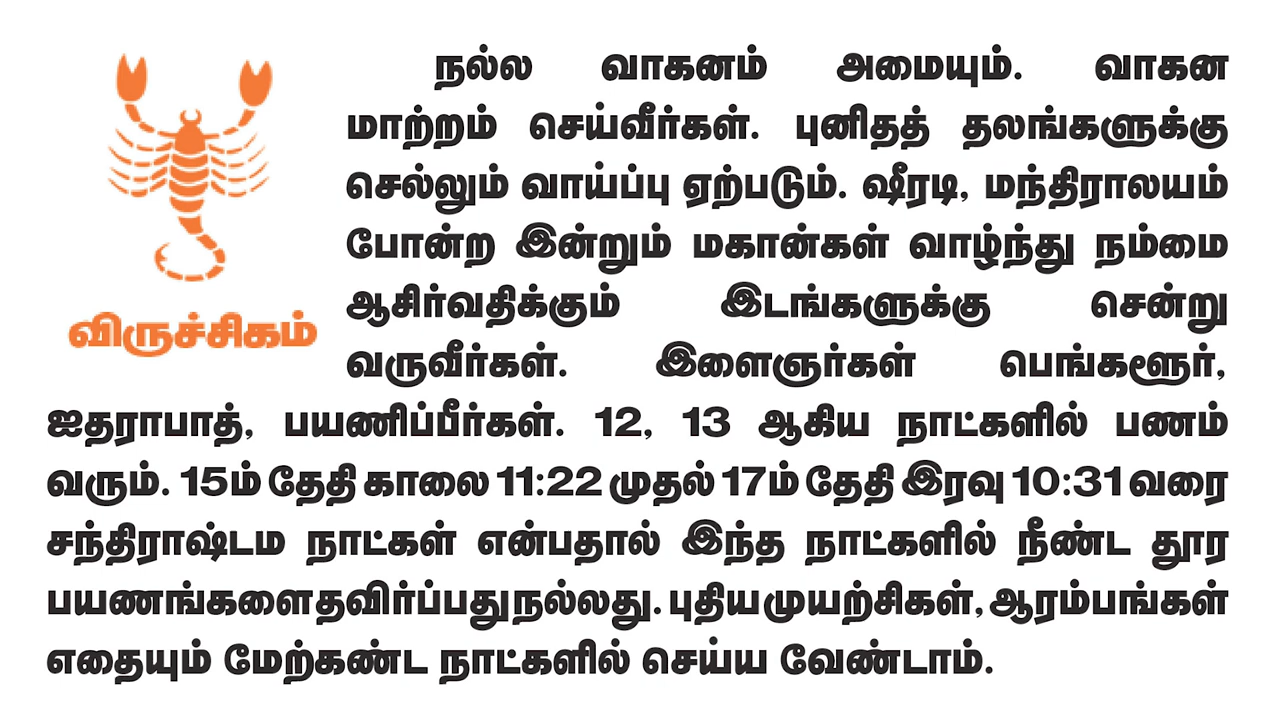 நல்ல வாகனம் அமையும். வாகன
மாற்றம் செய்வீர்கள். புனிதத் தலங்களுக்கு
செல்லும் வாய்ப்பு ஏற்படும். ஷீரடி, மந்திராலயம்
போன்ற இன்றும் மகான்கள் வாழ்ந்து நம்மை
ஆசிர்வதிக்கும் இடங்களுக்கு சென்று
விருச்சிகம்
வருவீர்கள். இளைஞர்கள் பெங்களூர்,
ஐதராபாத், பயணிப்பீர்கள். 12, 13 ஆகிய நாட்களில் பணம்
வரும். 15ம் தேதி காலை 11:22 முதல் 17ம் தேதி இரவு 10:31 வரை
சந்திராஷ்டம நாட்கள் என்பதால் இந்த நாட்களில் நீண்ட தூர
பயணங்களை தவிர்ப்பது நல்லது. புதிய முயற்சிகள், ஆரம்பங்கள்
எதையும் மேற்கண்ட நாட்களில் செய்ய வேண்டாம்.